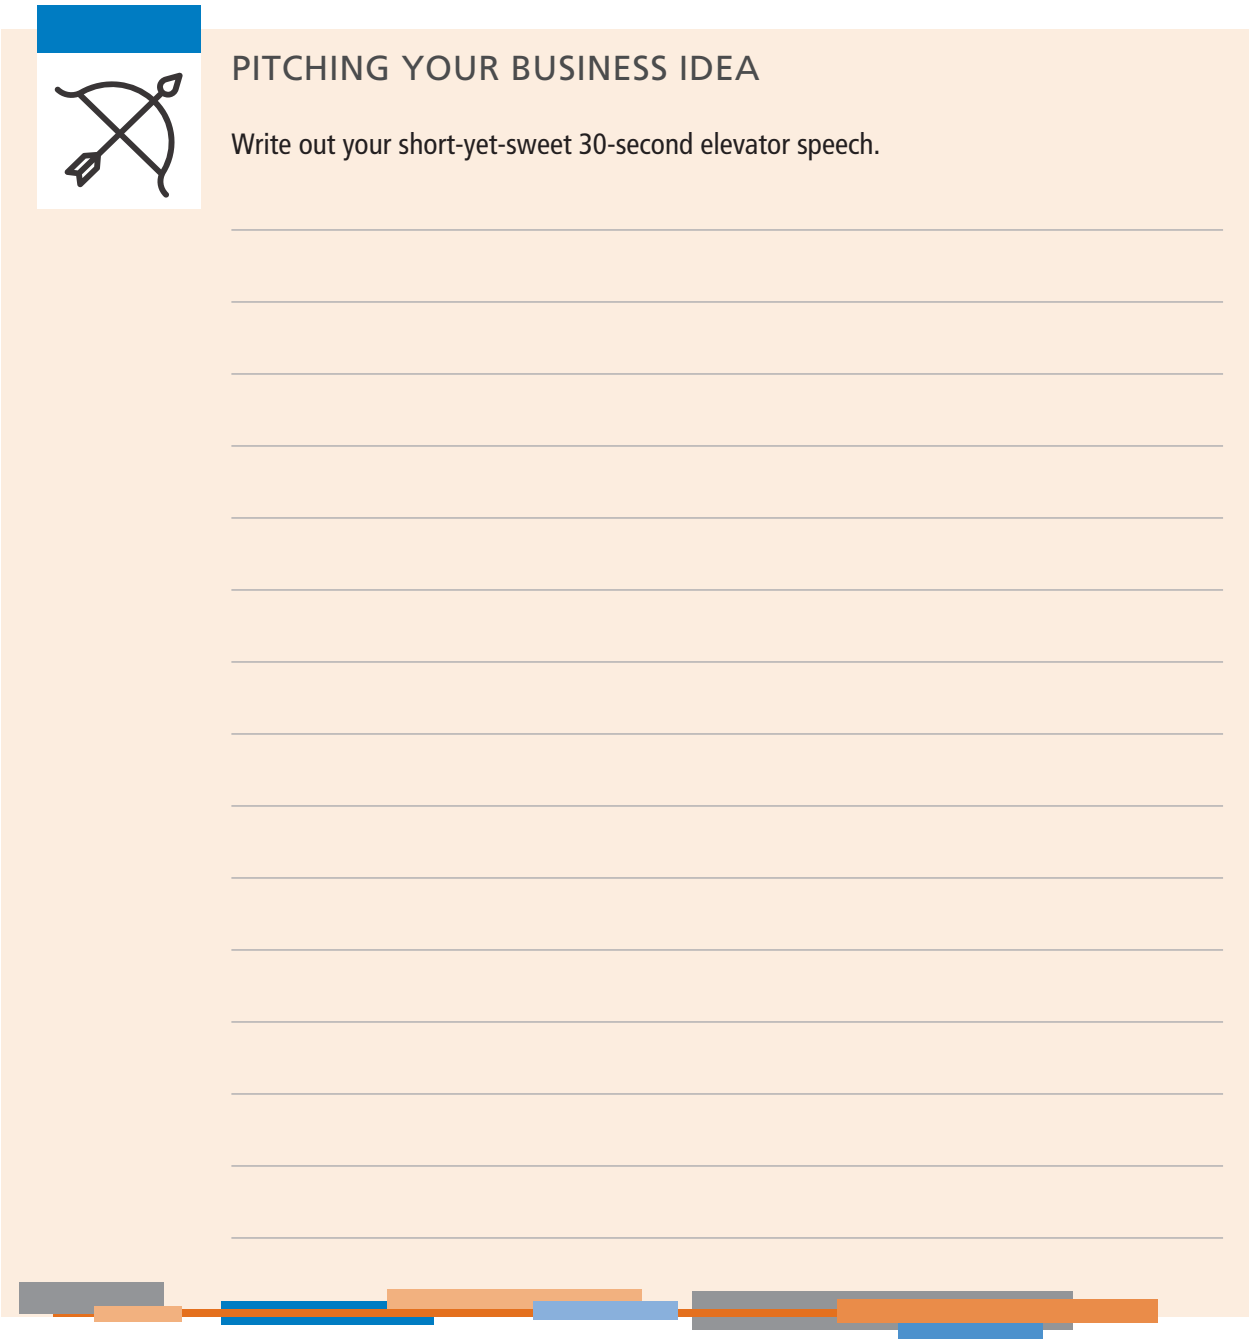 PITCHING YOUR BUSINESS IDEA
Write out your short-yet-sweet 30-second elevator speech.